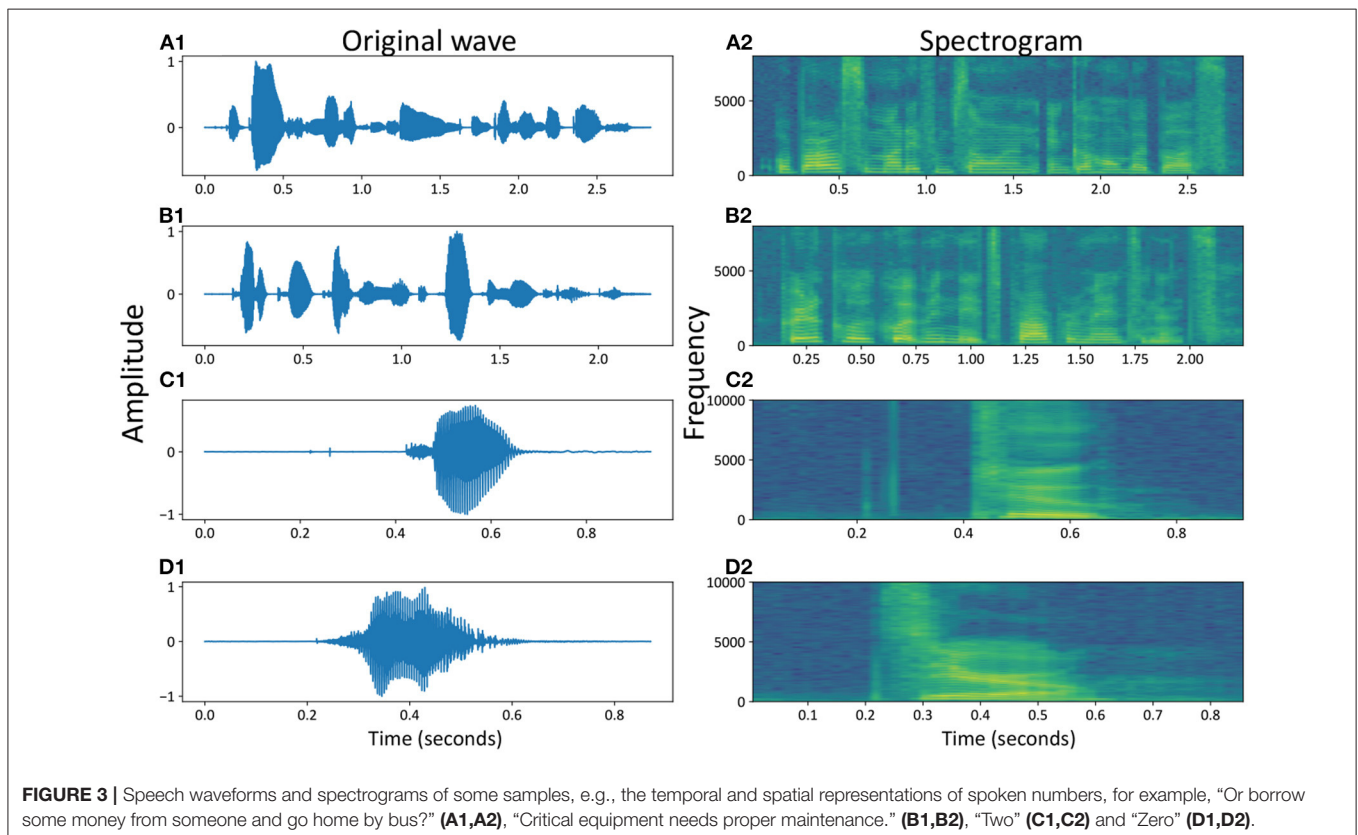 A1 Original wave A2 Spectrogram
1
0
0.0 0.5 1.0 1.5 2.0 2.5
5000
0
0.5 1.0 1.5 2.0 2.5
B1 B2
1
0
0.0 0.5 1.0 1.5 2.0
5000
0
0.25 0.50 0.75 1.00 1.25 1.50 1.75 2.00
Amplitude
Frequency
C1 C2
0
−1
0.0 0.2 0.4 0.6 0.8
10000
5000
0
0.2 0.4 0.6 0.8
D1 D2
1
0
−1
0.0 0.2 0.4 0.6 0.8
10000
5000
0
0.1 0.2 0.3 0.4 0.5 0.6 0.7 0.8
Time (seconds) Time (seconds)
FIGURE 3 | Speech waveforms and spectrograms of some samples, e.g., the temporal and spatial representations of spoken numbers, for example, “Or borrow
some money from someone and go home by bus?” (A1,A2), “Critical equipment needs proper maintenance.” (B1,B2), “Two” (C1,C2) and “Zero” (D1,D2).